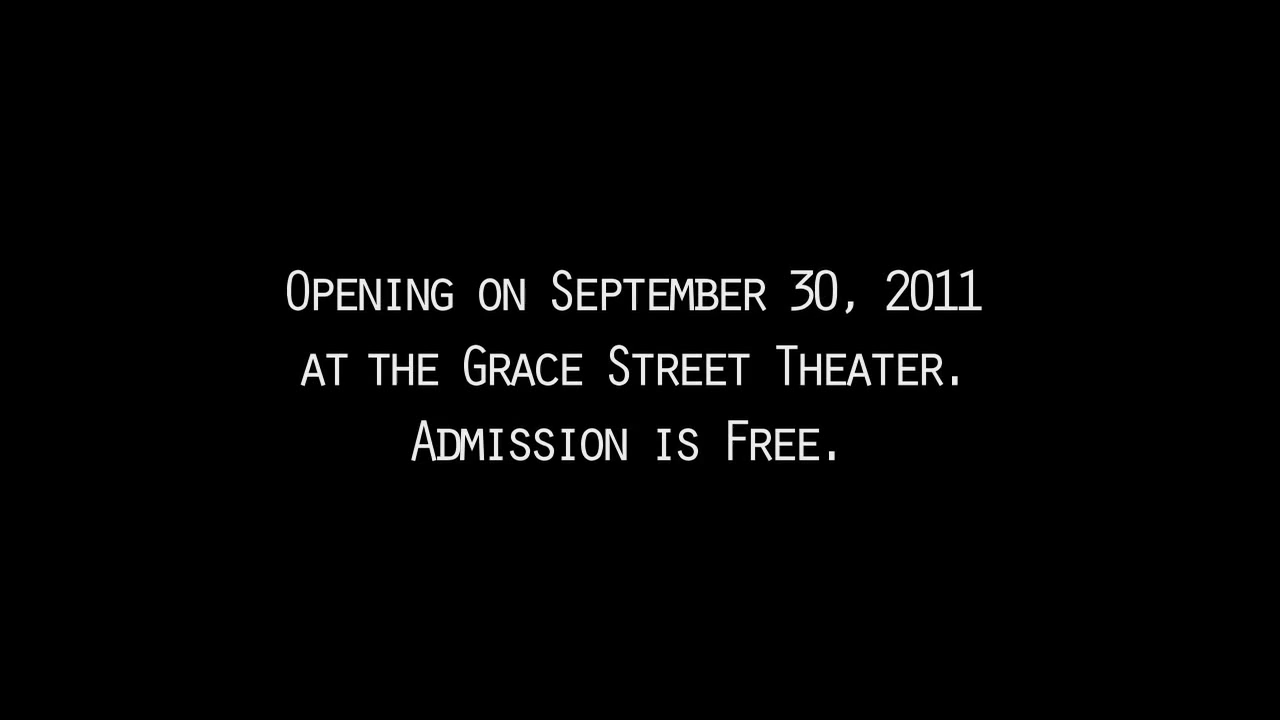 Opening on September 30, 2011
at the Grace Street Theater.
Admission is Free.